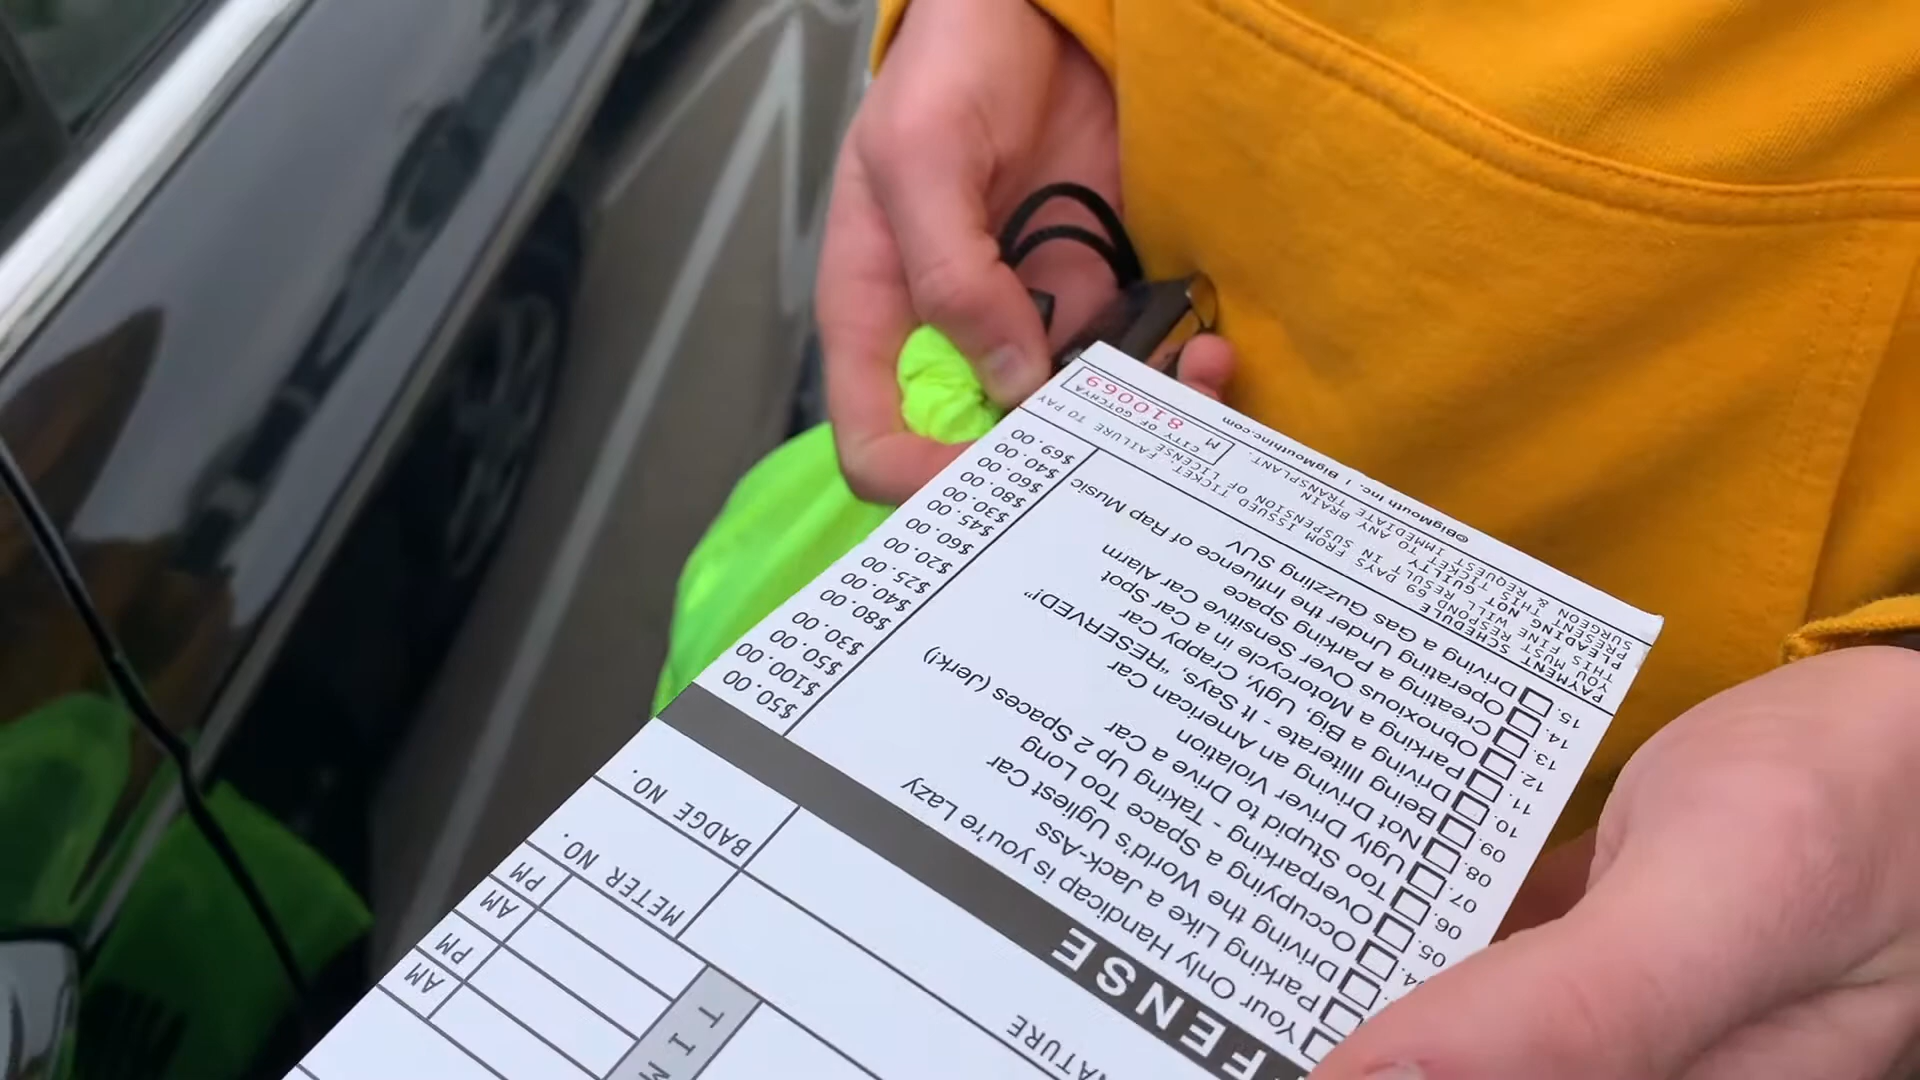 TIM
AM
PM
AM
PM
NATURE
METER NO.
BADGE NO.
FENSE
Your Only Handicap is you're Lazy $50.00
Parking Like a Jack-Ass $100.00
Driving the World's Ugliest Car $50.00
04. Occupying a Space Too Long $30.00
05. Overparking - Taking Up 2 Spaces (Jerk!) $80.00
06. Too Stupid to Drive a Car $40.00
07. Ugly Driver Violation $25.00
08. Not Driving an American Car $20.00
09. Being Illiterate - It Says, "RESERVED!" $60.00
10. Driving a Big, Ugly, Crappy Car $45.00
11. Parking a Motorcycle in a Car Spot $30.00
12. Obnoxious Over Sensitive Car Alarm $80.00
13. Creating a Parking Space $60.00
14. Operating Under the Influence of Rap Music $40.00
15. Driving a Gas Guzzling SUV $69.00
PAYMENT SCHEDULE
YOU MUST RESPOND 69 DAYS FROM ISSUED TICKET. FAILURE TO PAY
THIS FINE WILL RESULT IN SUSPENSION OF LICENSE
PLEADING NOT GUILTY
PRESENT THIS TICKET TO ANY BRAIN
SURGEON & REQUEST IMMEDIATE TRANSPLANT.
M CITY OF GOTCHYA
810069
©BigMouth Inc. | BigMouthInc.com